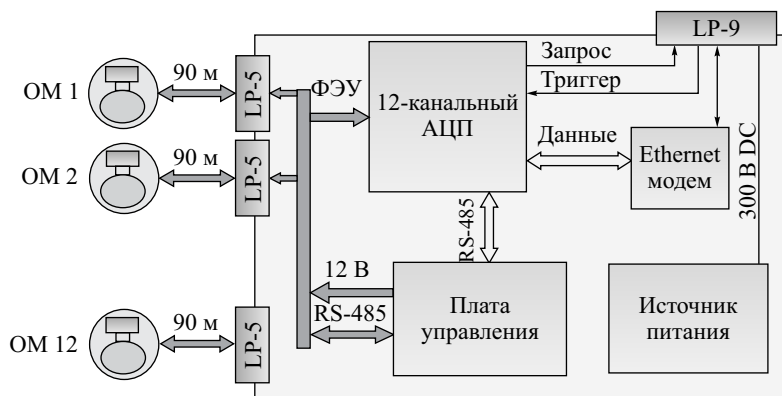 LP-9
ОМ 1
90 м
LP-5
ФЭУ
12-канальный
АЦП
Запрос
Триггер
ОМ 2
90 м
LP-5
Данные
Ethernet
модем
300 В DC
RS-485
12 В
RS-485
Плата
управления
Источник
питания
ОМ 12
90 м
LP-5